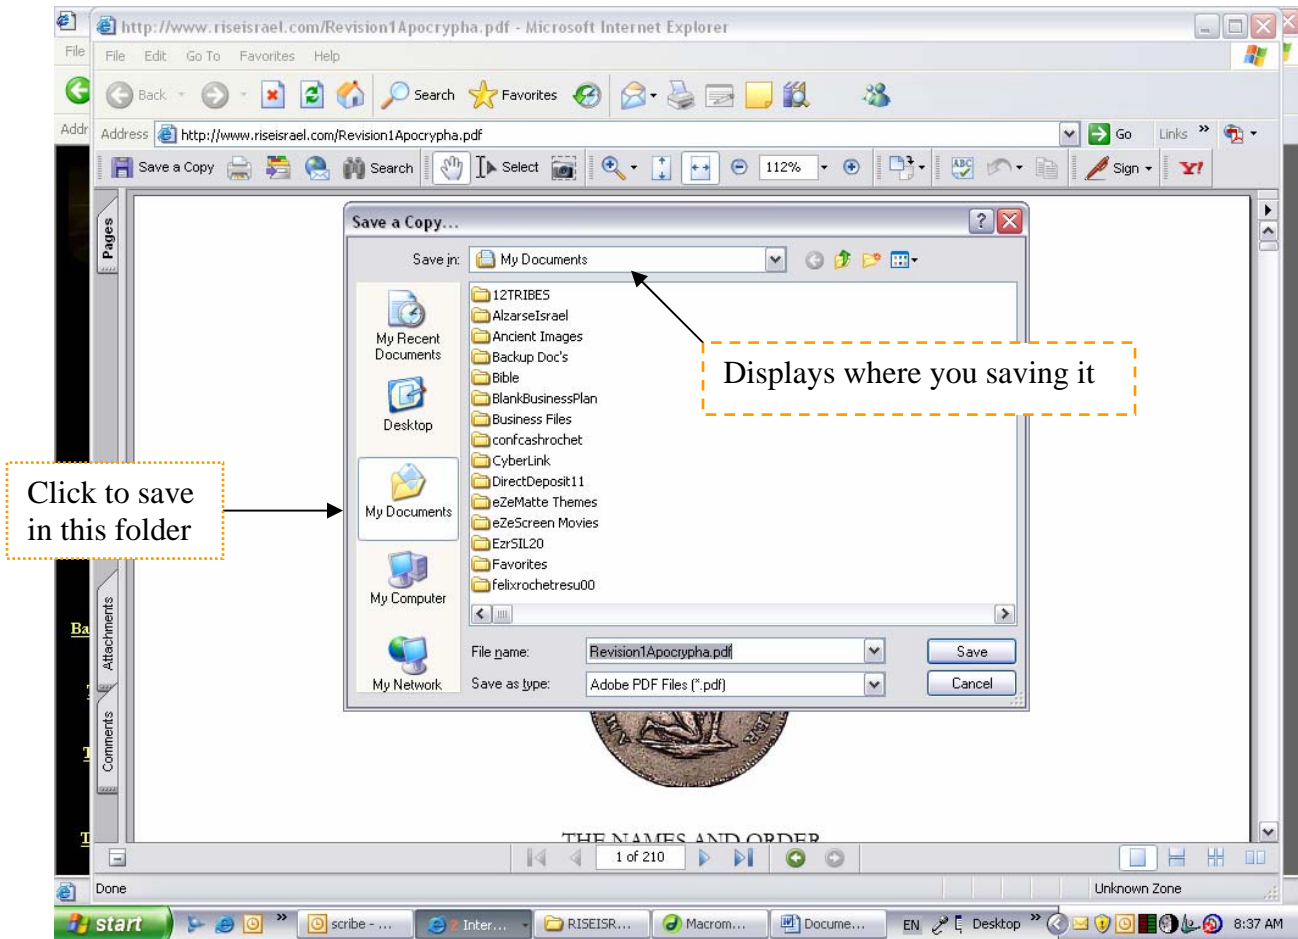 http://www.riseisrael.com/Revision1Apocrypha.pdf - Microsoft Internet Explorer
File
File Edit Go To Favorites Help
Back Search Favorites
Addr
Address http://www.riseisrael.com/Revision1Apocrypha.pdf Go Links »
Save a Copy Search Select 112% Sign Y!
Pages
Save a Copy...
Save in: My Documents
12TRIBES
AlzarseIsrael
Ancient Images
Backup Doc's
Bible
BlankBusinessPlan
Business Files
confcashrochet
CyberLink
DirectDeposit11
eZeMatte Themes
eZeScreen Movies
EzrSIL20
Favorites
felixrochetresu00
My Recent
Documents
Desktop
My Documents
My Computer
My Network
Displays where you saving it
Click to save
in this folder
File name: Revision1Apocrypha.pdf Save
Save as type: Adobe PDF Files (*.pdf) Cancel
Attachments
Comments
Ba
T
T
T
THE NAMES AND ORDER
1 of 210
Done Unknown Zone
start » scribe - ... 2 Inter... RISEISR... Macrom... Docume... EN Desktop » 8:37 AM